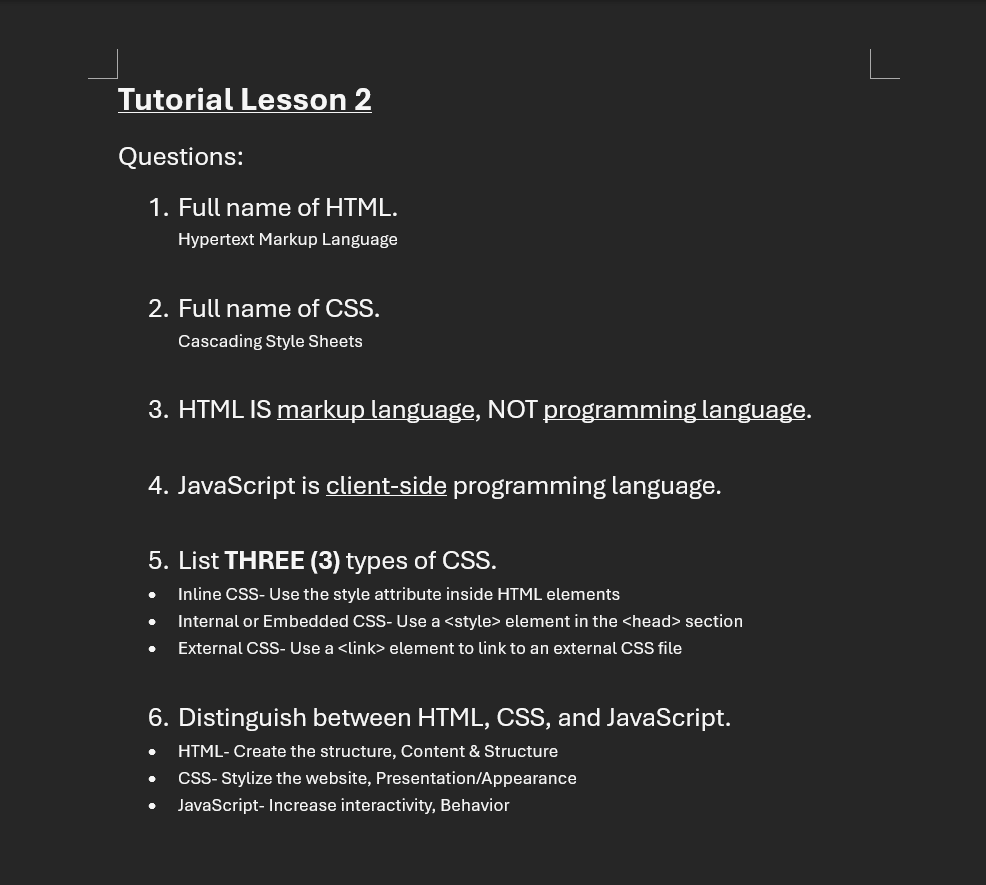 Tutorial Lesson 2
Questions:
1. Full name of HTML.
Hypertext Markup Language
2. Full name of CSS.
Cascading Style Sheets
3. HTML IS markup language, NOT programming language.
4. JavaScript is client-side programming language.
5. List THREE (3) types of CSS.
• Inline CSS- Use the style attribute inside HTML elements
• Internal or Embedded CSS- Use a <style> element in the <head> section
• External CSS- Use a <link> element to link to an external CSS file
6. Distinguish between HTML, CSS, and JavaScript.
• HTML- Create the structure, Content & Structure
• CSS- Stylize the website, Presentation/Appearance
• JavaScript- Increase interactivity, Behavior